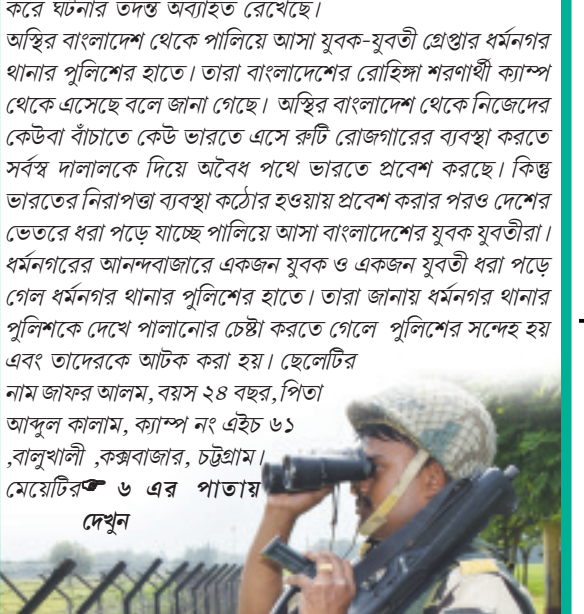 করে ঘটনার তদন্ত অব্যাহত রেখেছে।
অস্থির বাংলাদেশ থেকে পালিয়ে আসা যুবক-যুবতী গ্রেপ্তার ধর্মনগর
থানার পুলিশের হাতে। তারা বাংলাদেশের রোহিঙ্গা শরণার্থী ক্যাম্প
থেকে এসেছে বলে জানা গেছে। অস্থির বাংলাদেশ থেকে নিজেদের
কেউবা বাঁচাতে কেউ ভারতে এসে রুটি রোজগারের ব্যবস্থা করতে
সর্বস্ব দালালকে দিয়ে অবৈধ পথে ভারতে প্রবেশ করছে। কিন্তু
ভারতের নিরাপত্তা ব্যবস্থা কঠোর হওয়ায় প্রবেশ করার পরও দেশের
ভেতরে ধরা পড়ে যাচ্ছে পালিয়ে আসা বাংলাদেশের যুবক যুবতীরা।
ধর্মনগরের আনন্দবাজারে একজন যুবক ও একজন যুবতী ধরা পড়ে
গেল ধর্মনগর থানার পুলিশের হাতে। তারা জানায় ধর্মনগর থানার
পুলিশকে দেখে পালানোর চেষ্টা করতে গেলে পুলিশের সন্দেহ হয়
এবং তাদেরকে আটক করা হয়। ছেলেটির
নাম জাফর আলম, বয়স ২৪ বছর, পিতা
আব্দুল কালাম, ক্যাম্প নং এইচ ৬১
,বালুখালী ,কক্সবাজার, চট্টগ্রাম।
মেয়েটির☛ ৬ এর পাতায়
দেখুন